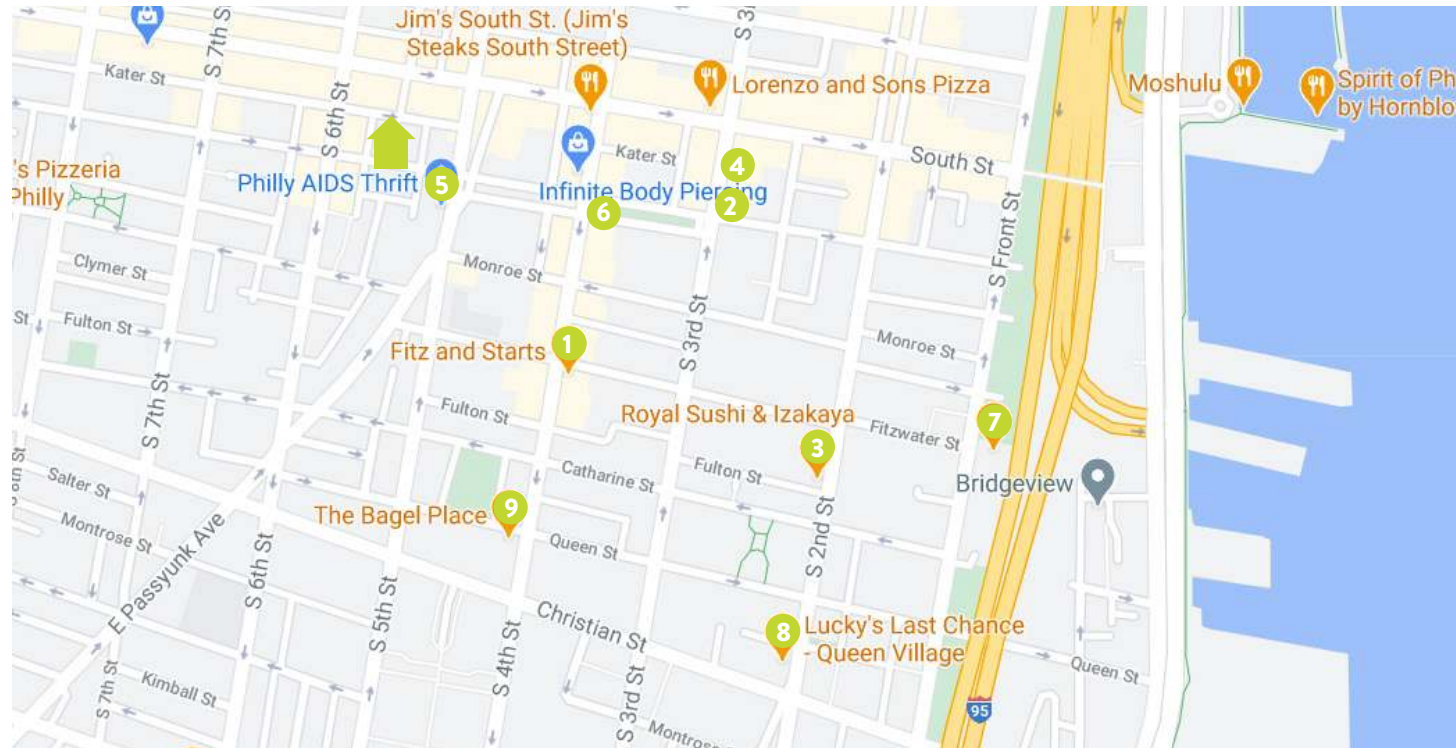 Jim's South St. (Jim's
Steaks South Street)
S 7th S
S 3
Kater St
Lorenzo and Sons Pizza
Moshulu
Spirit of Ph
by Hornblo
S 6th St
Kater St
South St
's Pizzeria
Philly
Philly AIDS Thrift
5
4
Infinite Body Piercing
6
2
S Front St
Clymer St
Monroe St
St
Fulton St
S 3rd St
Monroe St
Fitz and Starts
1
S 7th St
Fulton St
Royal Sushi & Izakaya
3
Fitzwater St
7
Catharine St
Fulton St
S 8th St
Salter St
Bridgeview
The Bagel Place
9
Montrose St
Queen St
S 2nd St
E Passyunk Ave
S 6th St
S 5th St
Christian St
8
Lucky's Last Chance
- Queen Village
S 4th St
Queen St
Kimball St
S 7th St
S 3rd St
95
Montros